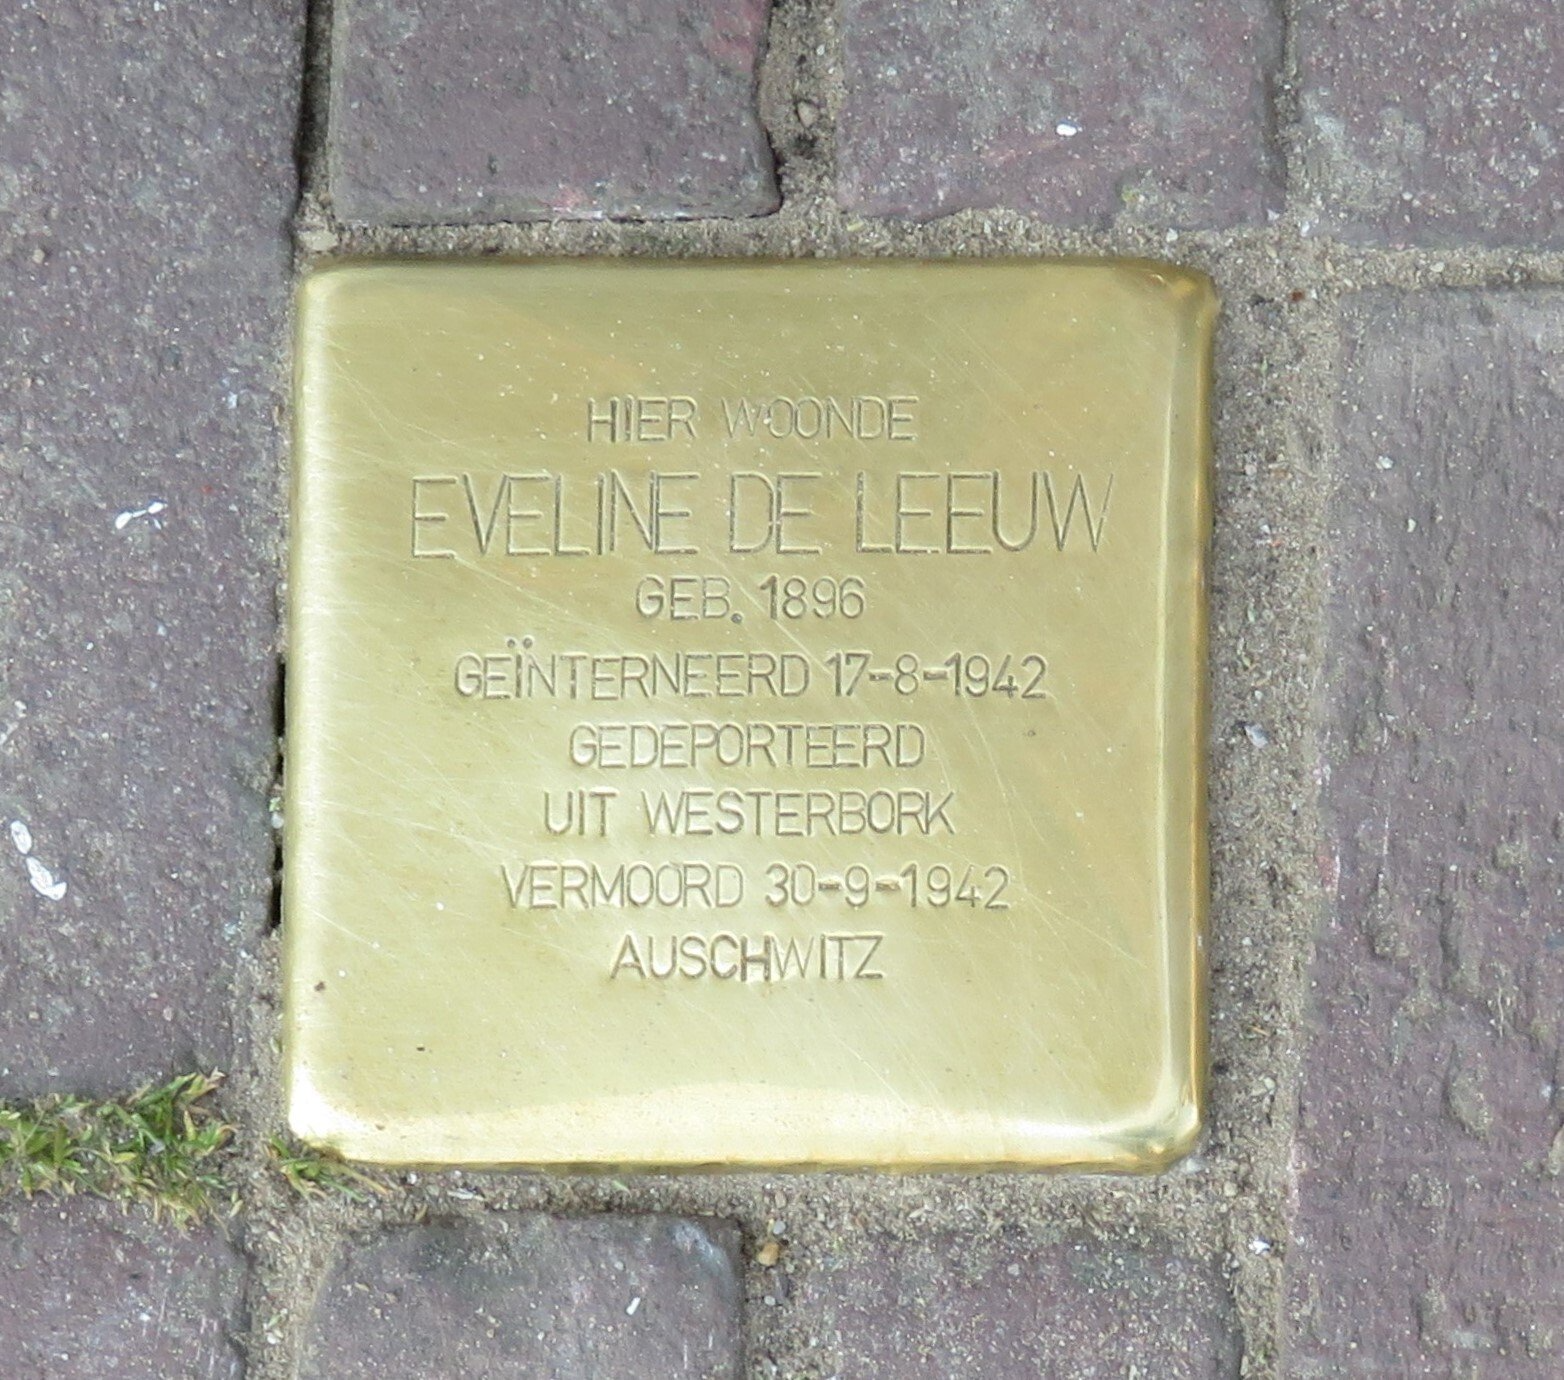 HIER WOONDE
EVELINE DE LEEUW
GEB. 1896
GEÏNTERNEERD 17-8-1942
GEDEPORTEERD
UIT WESTERBORK
VERMOORD 30-9-1942
AUSCHWITZ